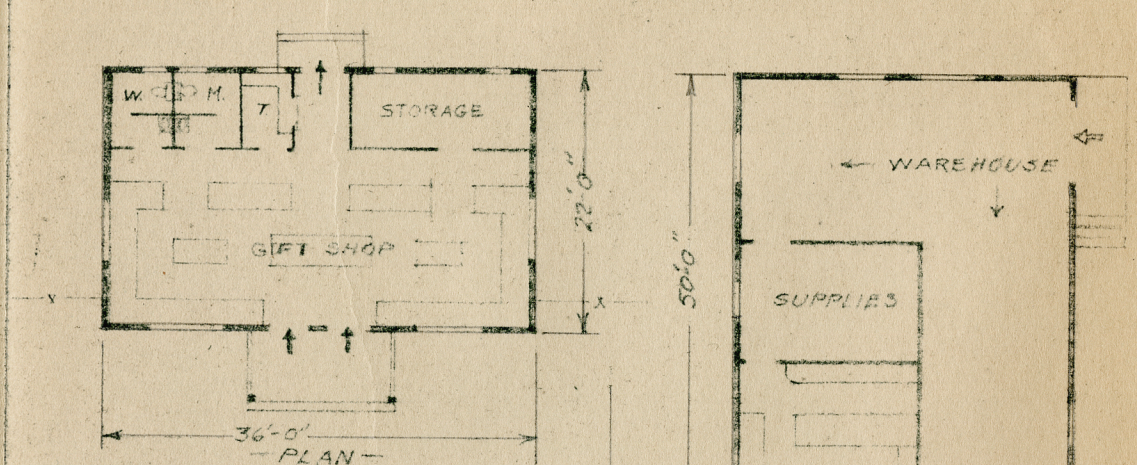 W. M. T. STORAGE
GIFT SHOP
22'-0"
X X
36'-0"
- PLAN -
50'-0"
WAREHOUSE
SUPPLIES